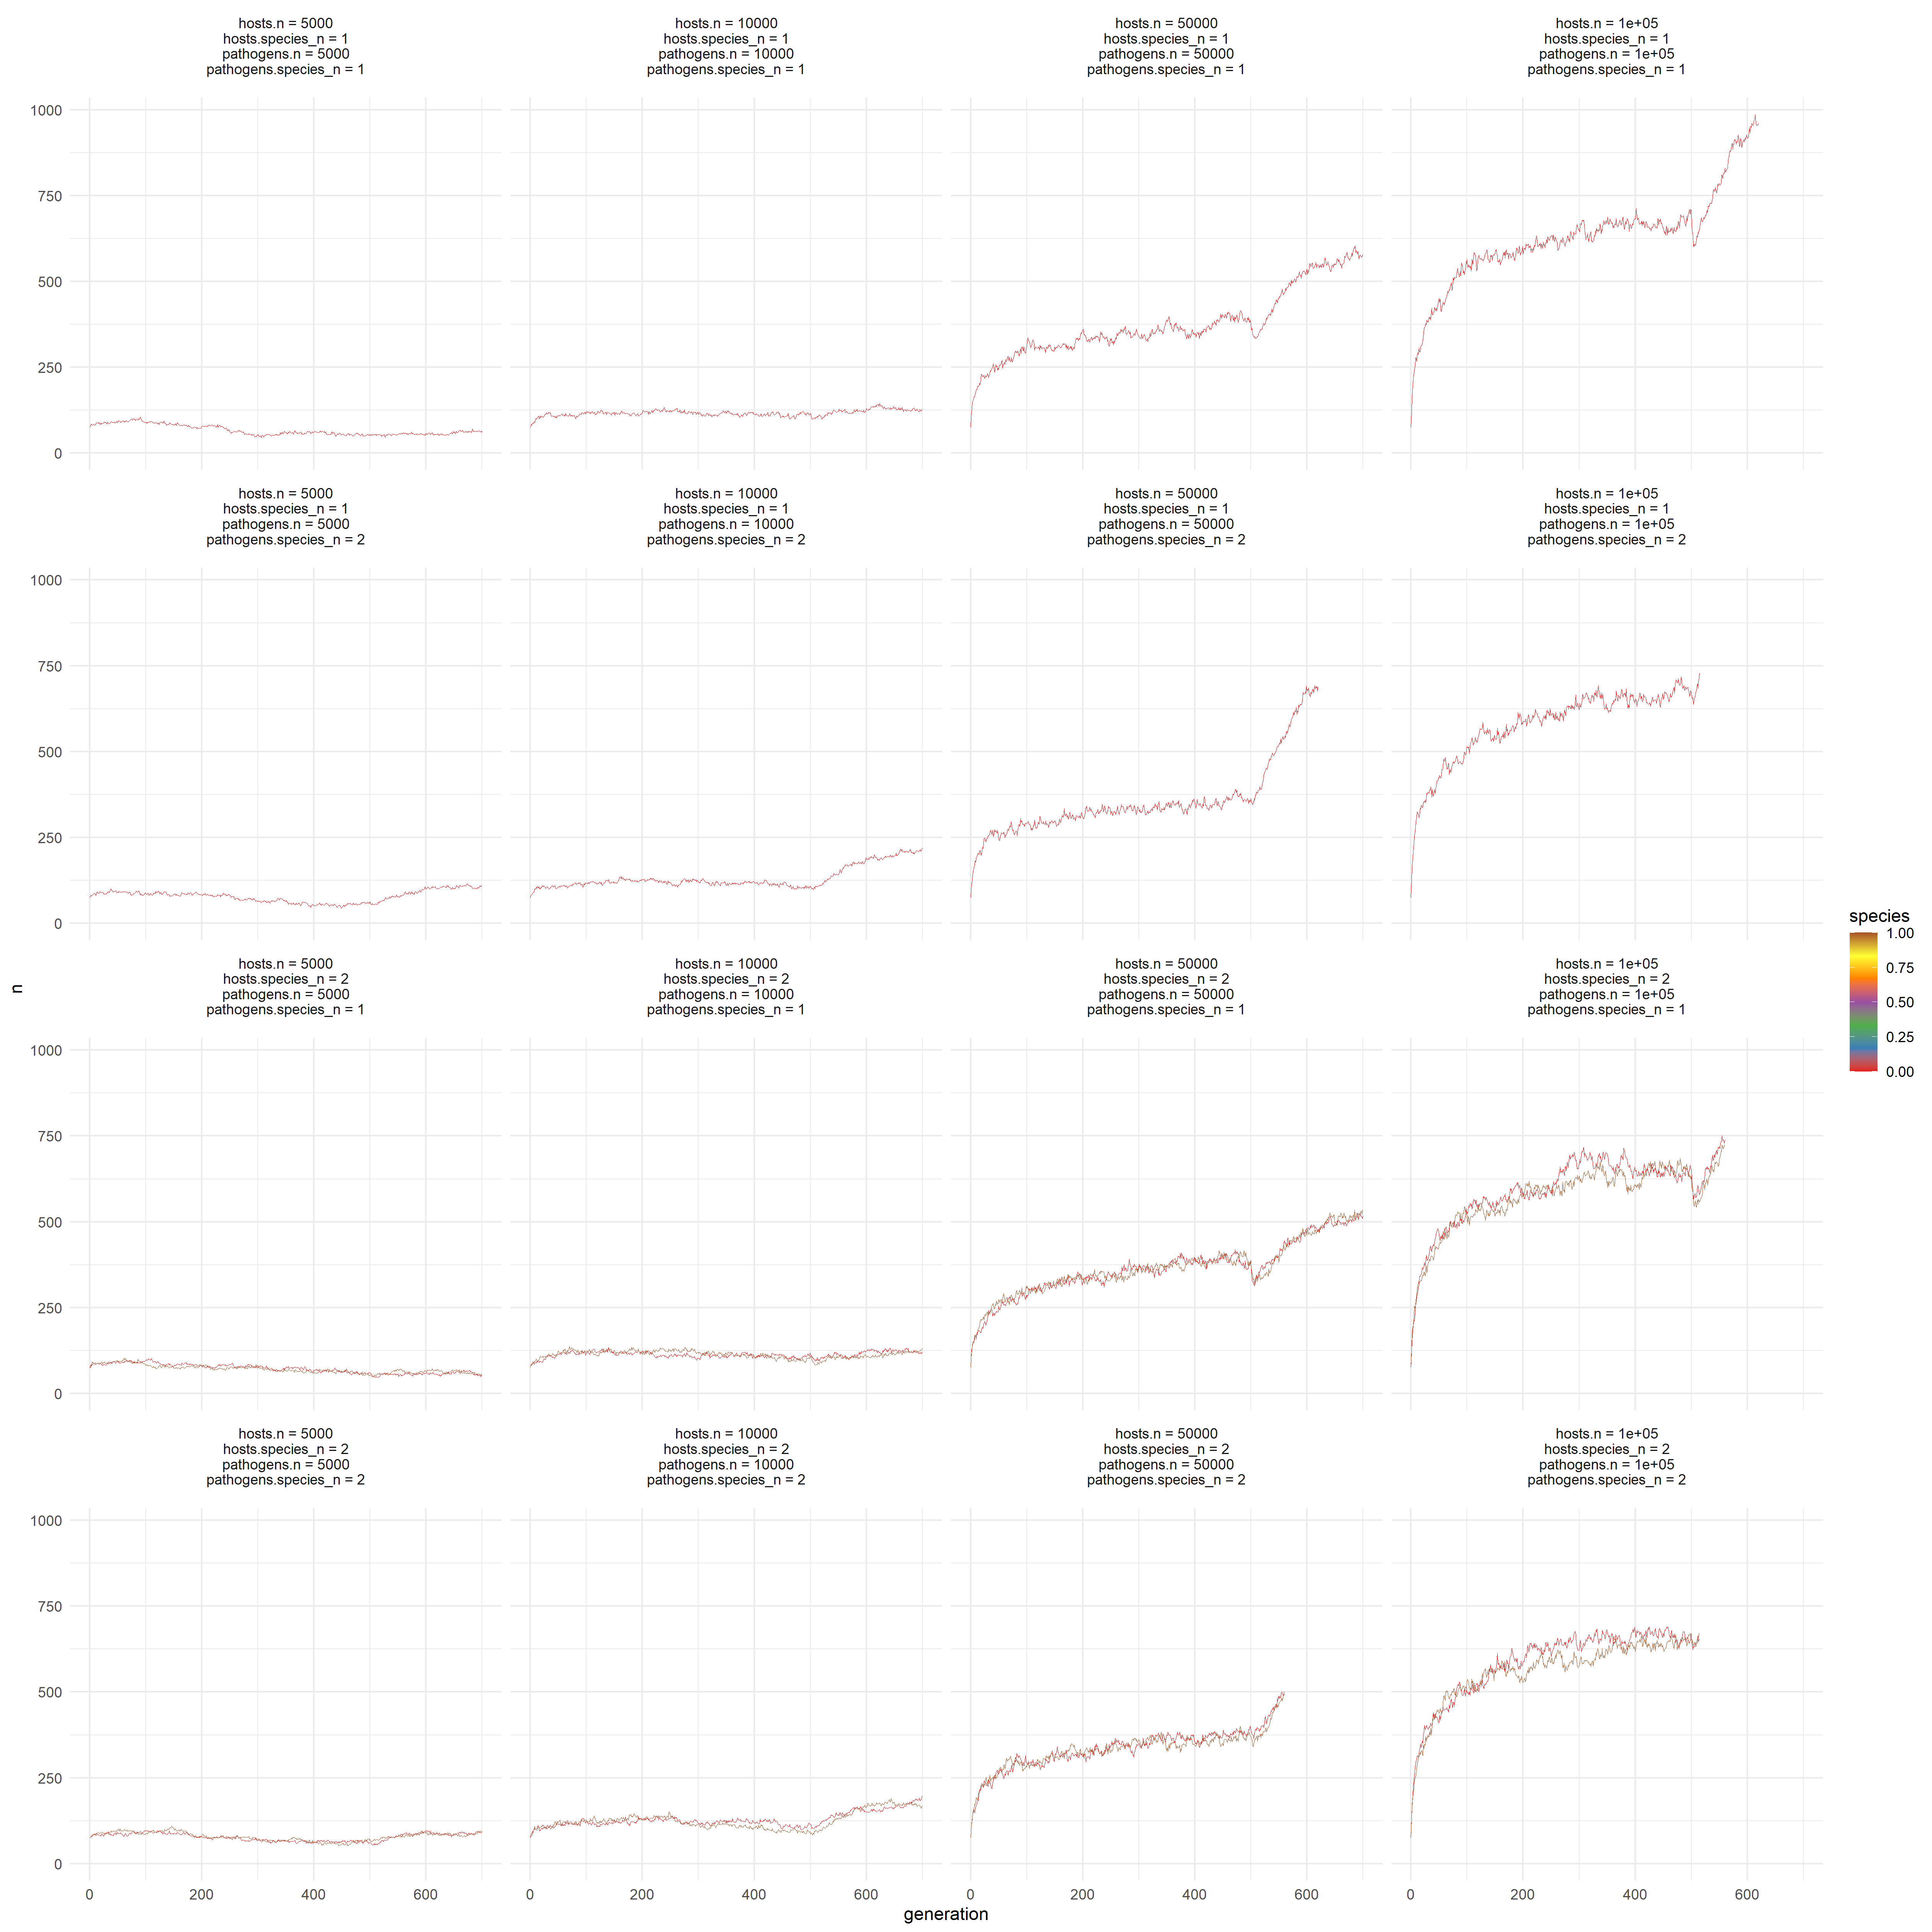 hosts.n = 5000
hosts.species_n = 1
pathogens.n = 5000
pathogens.species_n = 1
hosts.n = 10000
hosts.species_n = 1
pathogens.n = 10000
pathogens.species_n = 1
hosts.n = 50000
hosts.species_n = 1
pathogens.n = 50000
pathogens.species_n = 1
hosts.n = 1e+05
hosts.species_n = 1
pathogens.n = 1e+05
pathogens.species_n = 1
1000
750
500
250
0
hosts.n = 5000
hosts.species_n = 1
pathogens.n = 5000
pathogens.species_n = 2
hosts.n = 10000
hosts.species_n = 1
pathogens.n = 10000
pathogens.species_n = 2
hosts.n = 50000
hosts.species_n = 1
pathogens.n = 50000
pathogens.species_n = 2
hosts.n = 1e+05
hosts.species_n = 1
pathogens.n = 1e+05
pathogens.species_n = 2
1000
750
500
250
0
hosts.n = 5000
hosts.species_n = 2
pathogens.n = 5000
pathogens.species_n = 1
hosts.n = 10000
hosts.species_n = 2
pathogens.n = 10000
pathogens.species_n = 1
hosts.n = 50000
hosts.species_n = 2
pathogens.n = 50000
pathogens.species_n = 1
hosts.n = 1e+05
hosts.species_n = 2
pathogens.n = 1e+05
pathogens.species_n = 1
1000
750
500
250
0
hosts.n = 5000
hosts.species_n = 2
pathogens.n = 5000
pathogens.species_n = 2
hosts.n = 10000
hosts.species_n = 2
pathogens.n = 10000
pathogens.species_n = 2
hosts.n = 50000
hosts.species_n = 2
pathogens.n = 50000
pathogens.species_n = 2
hosts.n = 1e+05
hosts.species_n = 2
pathogens.n = 1e+05
pathogens.species_n = 2
1000
750
500
250
0
0 200 400 600
0 200 400 600
0 200 400 600
0 200 400 600
generation
n
species
1.00
0.75
0.50
0.25
0.00